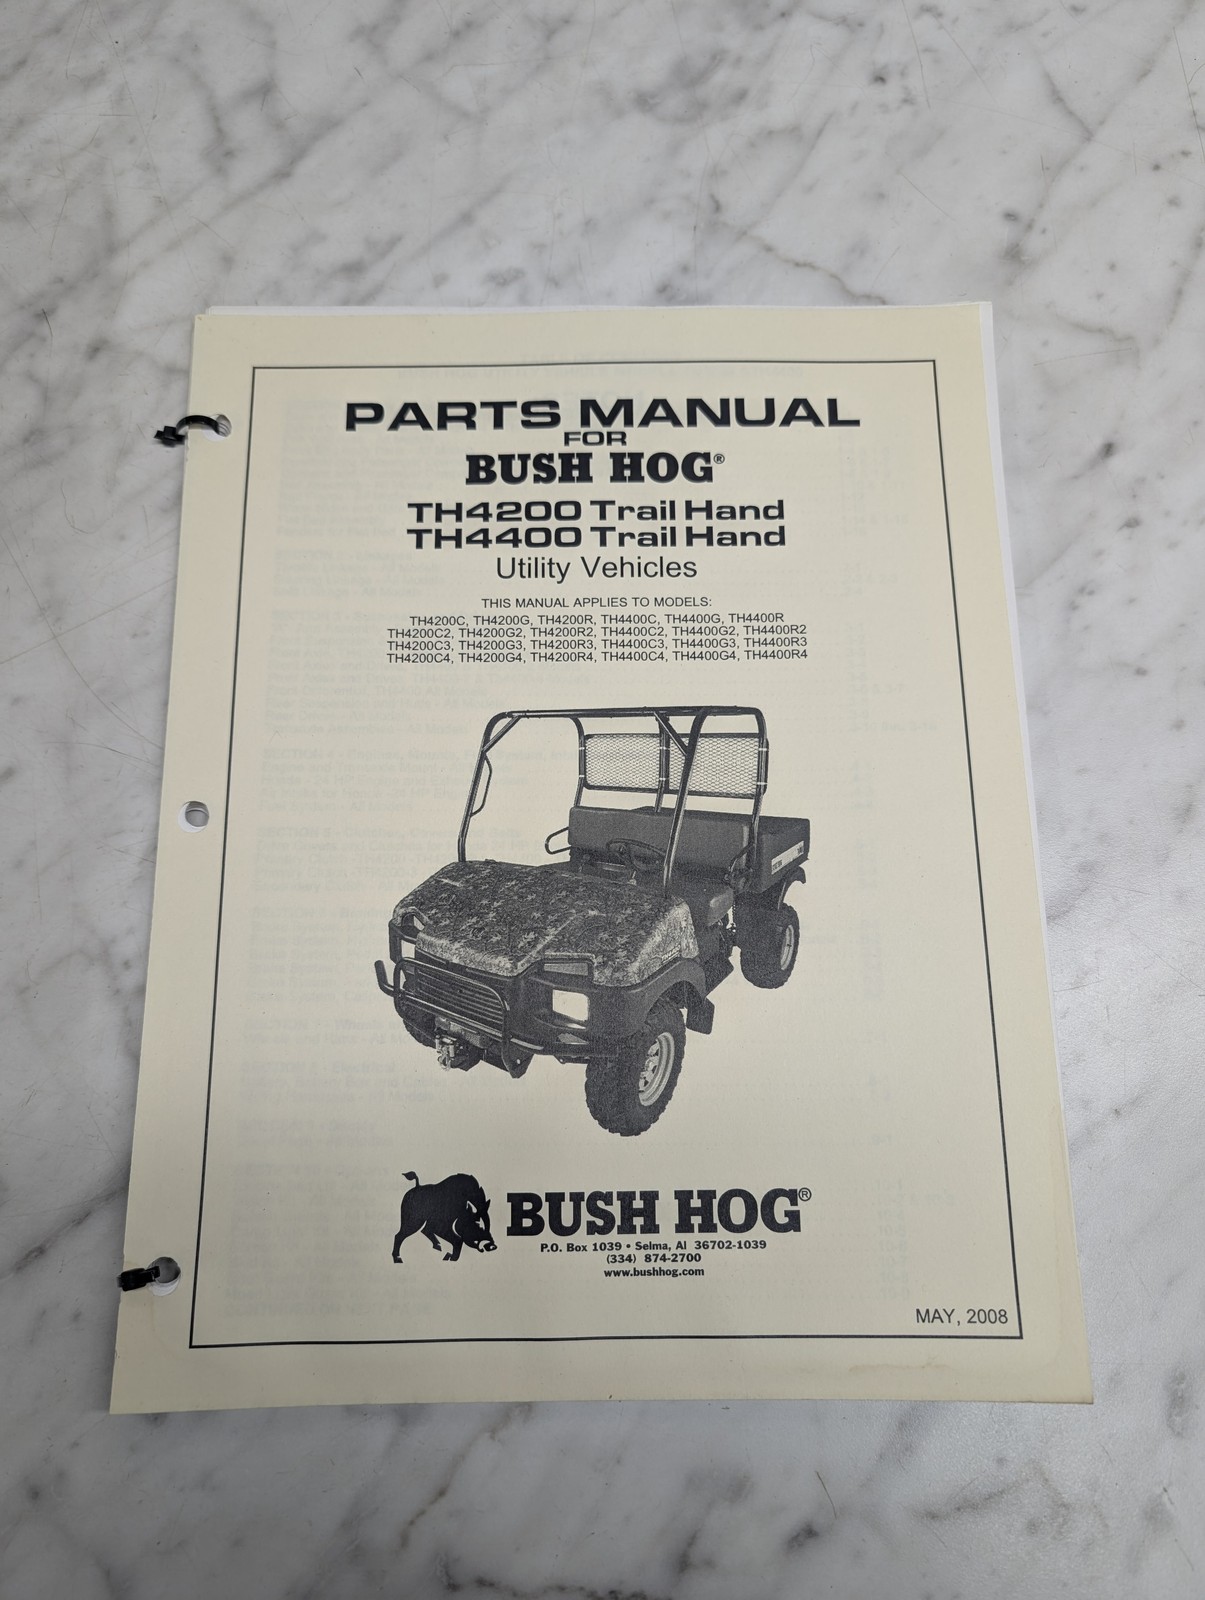 PARTS MANUAL
FOR
BUSH HOG®
TH4200 Trail Hand
TH4400 Trail Hand
Utility Vehicles
THIS MANUAL APPLIES TO MODELS:
TH4200C, TH4200G, TH4200R, TH4400C, TH4400G, TH4400R
TH4200C2, TH4200G2, TH4200R2, TH4400C2, TH4400G2, TH4400R2
TH4200C3, TH4200G3, TH4200R3, TH4400C3, TH4400G3, TH4400R3
TH4200C4, TH4200G4, TH4200R4, TH4400C4, TH4400G4, TH4400R4
BUSH HOG®
P.O. Box 1039 • Selma, Al 36702-1039
(334) 874-2700
www.bushhog.com
MAY, 2008